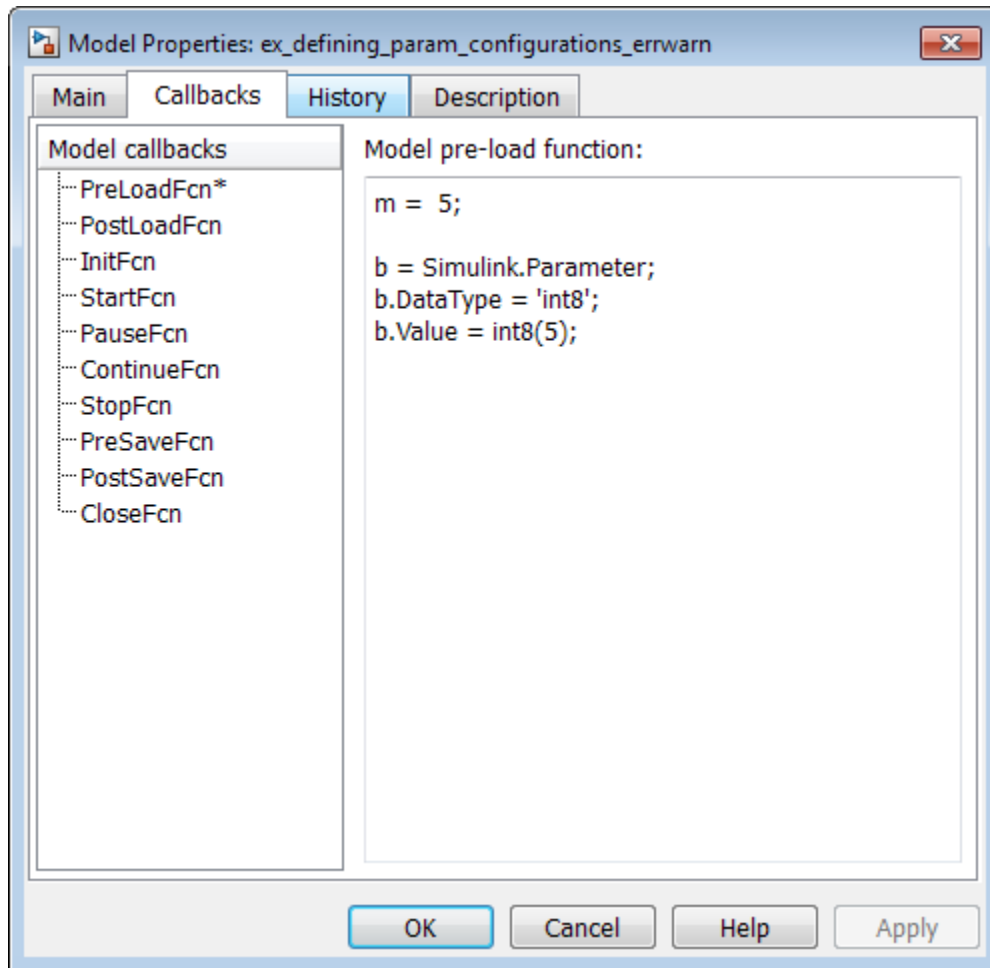 Model Properties: ex_defining_param_configurations_errwarn
Main Callbacks History Description
Model callbacks
PreLoadFcn*
PostLoadFcn
InitFcn
StartFcn
PauseFcn
ContinueFcn
StopFcn
PreSaveFcn
PostSaveFcn
CloseFcn
Model pre-load function:
m =  5;
b = Simulink.Parameter;
b.DataType = 'int8';
b.Value = int8(5);
OK Cancel Help Apply